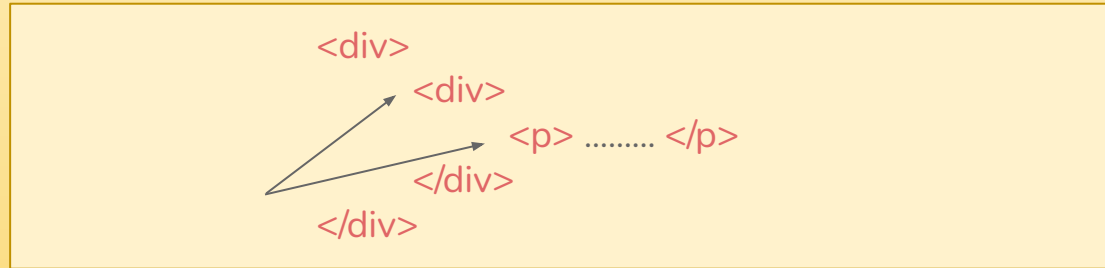 <div>
<div>
<p> ......... </p>
</div>
</div>